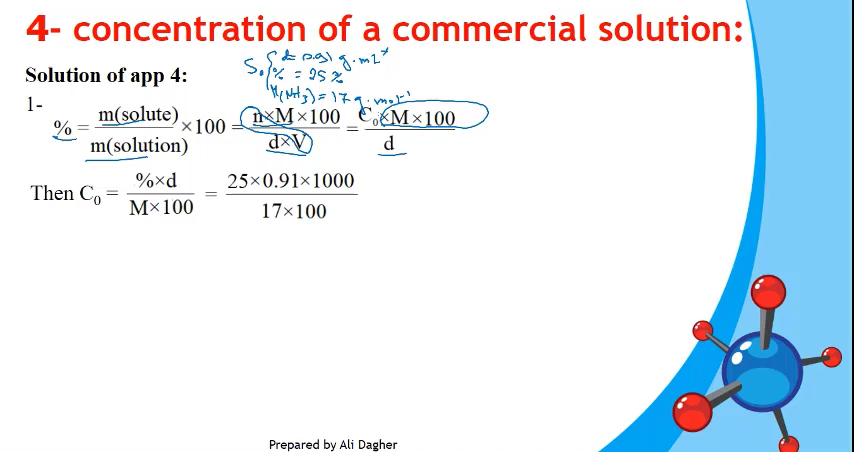 4- concentration of a commercial solution:
Solution of app 4:
S₀ { d = 0.91 g.mL⁻¹
% = 25 %
M(NH₃) = 17 g.mol⁻¹
1-
% = m(solute)/m(solution) ×100 = n×M×100/d×V = C₀×M×100/d
Then C₀ = %×d/M×100 = 25×0.91×1000/17×100
Prepared by Ali Dagher